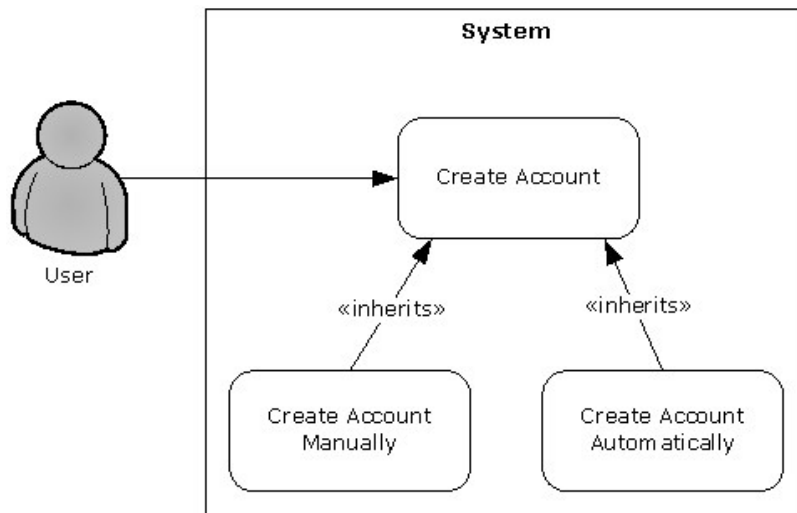 System
Create Account
User
«inherits»
«inherits»
Create Account
Manually
Create Account
Automatically